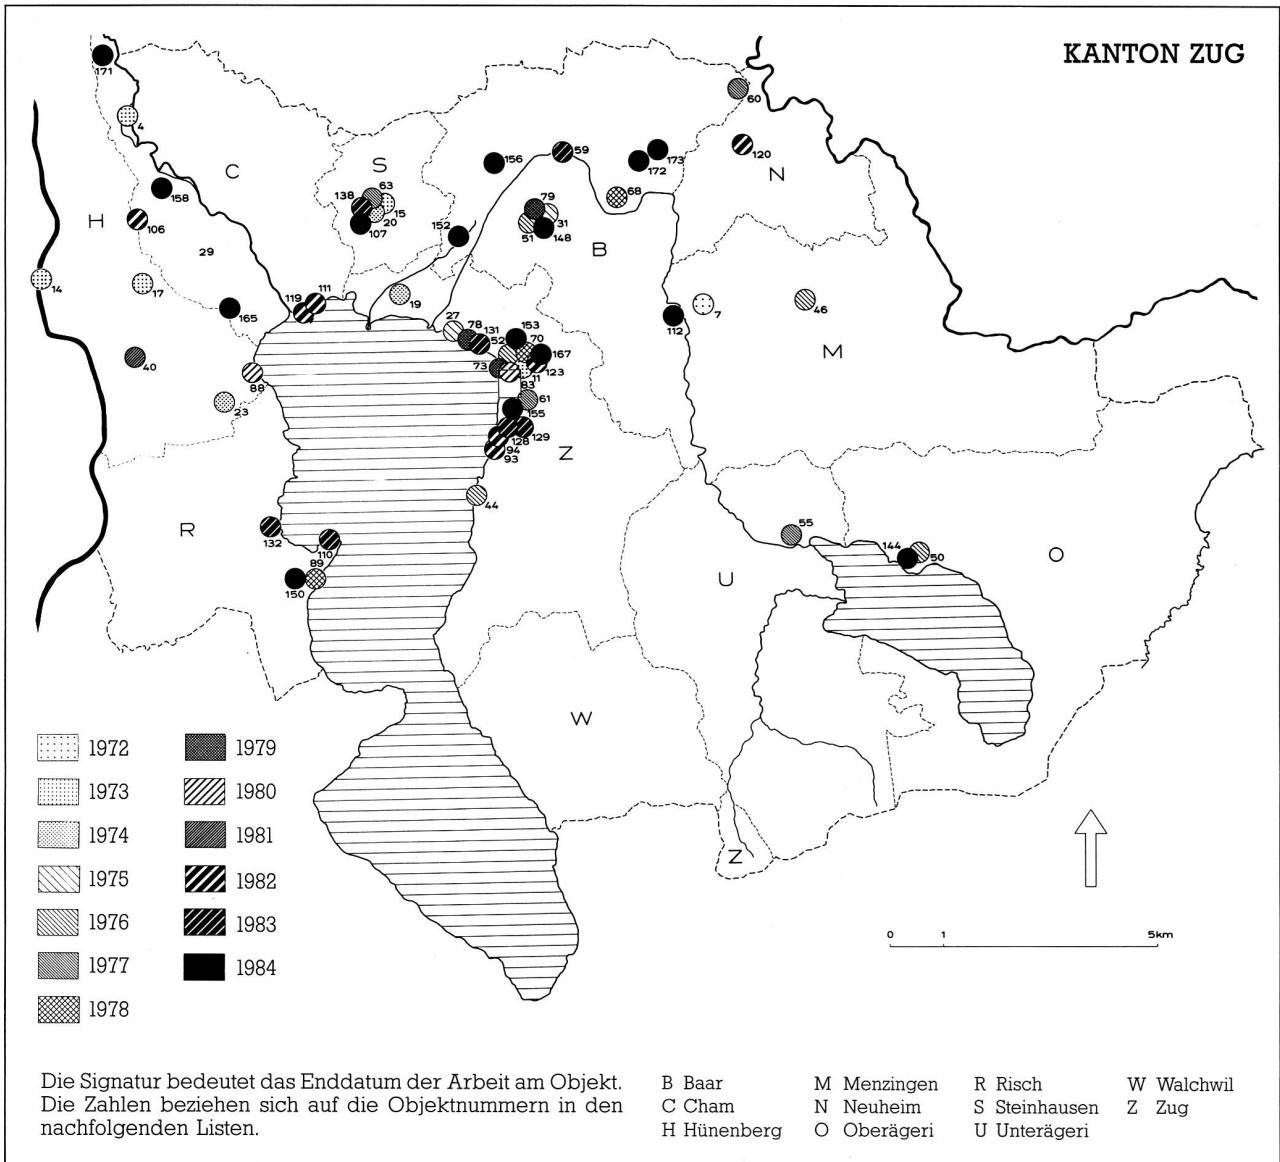 KANTON ZUG
171
60
4
C
S
156
59
173
172
120
N
158
138
63
79
68
H
106
15
20
107
152
31
51
148
B
29
14
17
119
111
19
46
165
27
78
131
52
153
70
112
7
M
40
73
167
123
11
83
88
23
61
155
129
128
94
93
Z
44
R
132
55
110
144
50
O
89
150
U
W
Z
1972
1973
1974
1975
1976
1977
1978
1979
1980
1981
1982
1983
1984
0 1 5km
Die Signatur bedeutet das Enddatum der Arbeit am Objekt.
Die Zahlen beziehen sich auf die Objektnummern in den
nachfolgenden Listen.
B Baar
C Cham
H Hünenberg
M Menzingen
N Neuheim
O Oberägeri
R Risch
S Steinhausen
U Unterägeri
W Walchwil
Z Zug